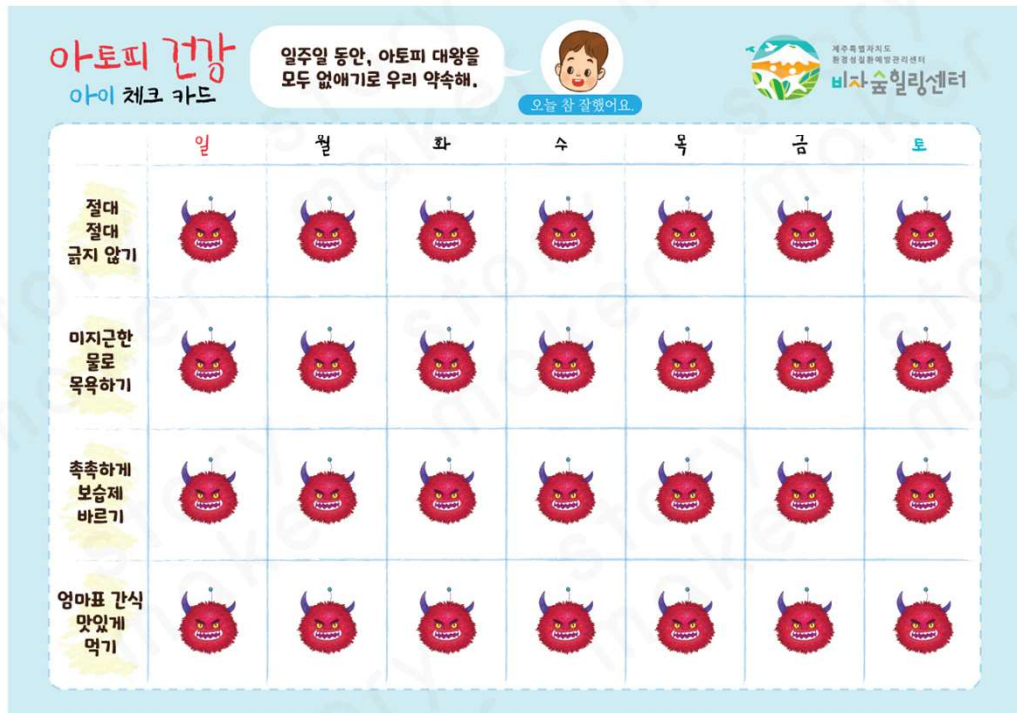 아토피 건강
아이 체크 카드
일주일 동안, 아토피 대왕을
모두 없애기로 우리 약속해.
오늘 참 잘했어요.
제주특별자치도
환경성질환예방관리센터
비자숲힐링센터
일 월 화 수 목 금 토
절대
절대
긁지 않기
미지근한
물로
목욕하기
촉촉하게
보습제
바르기
엄마표 간식
맛있게
먹기
story
maker